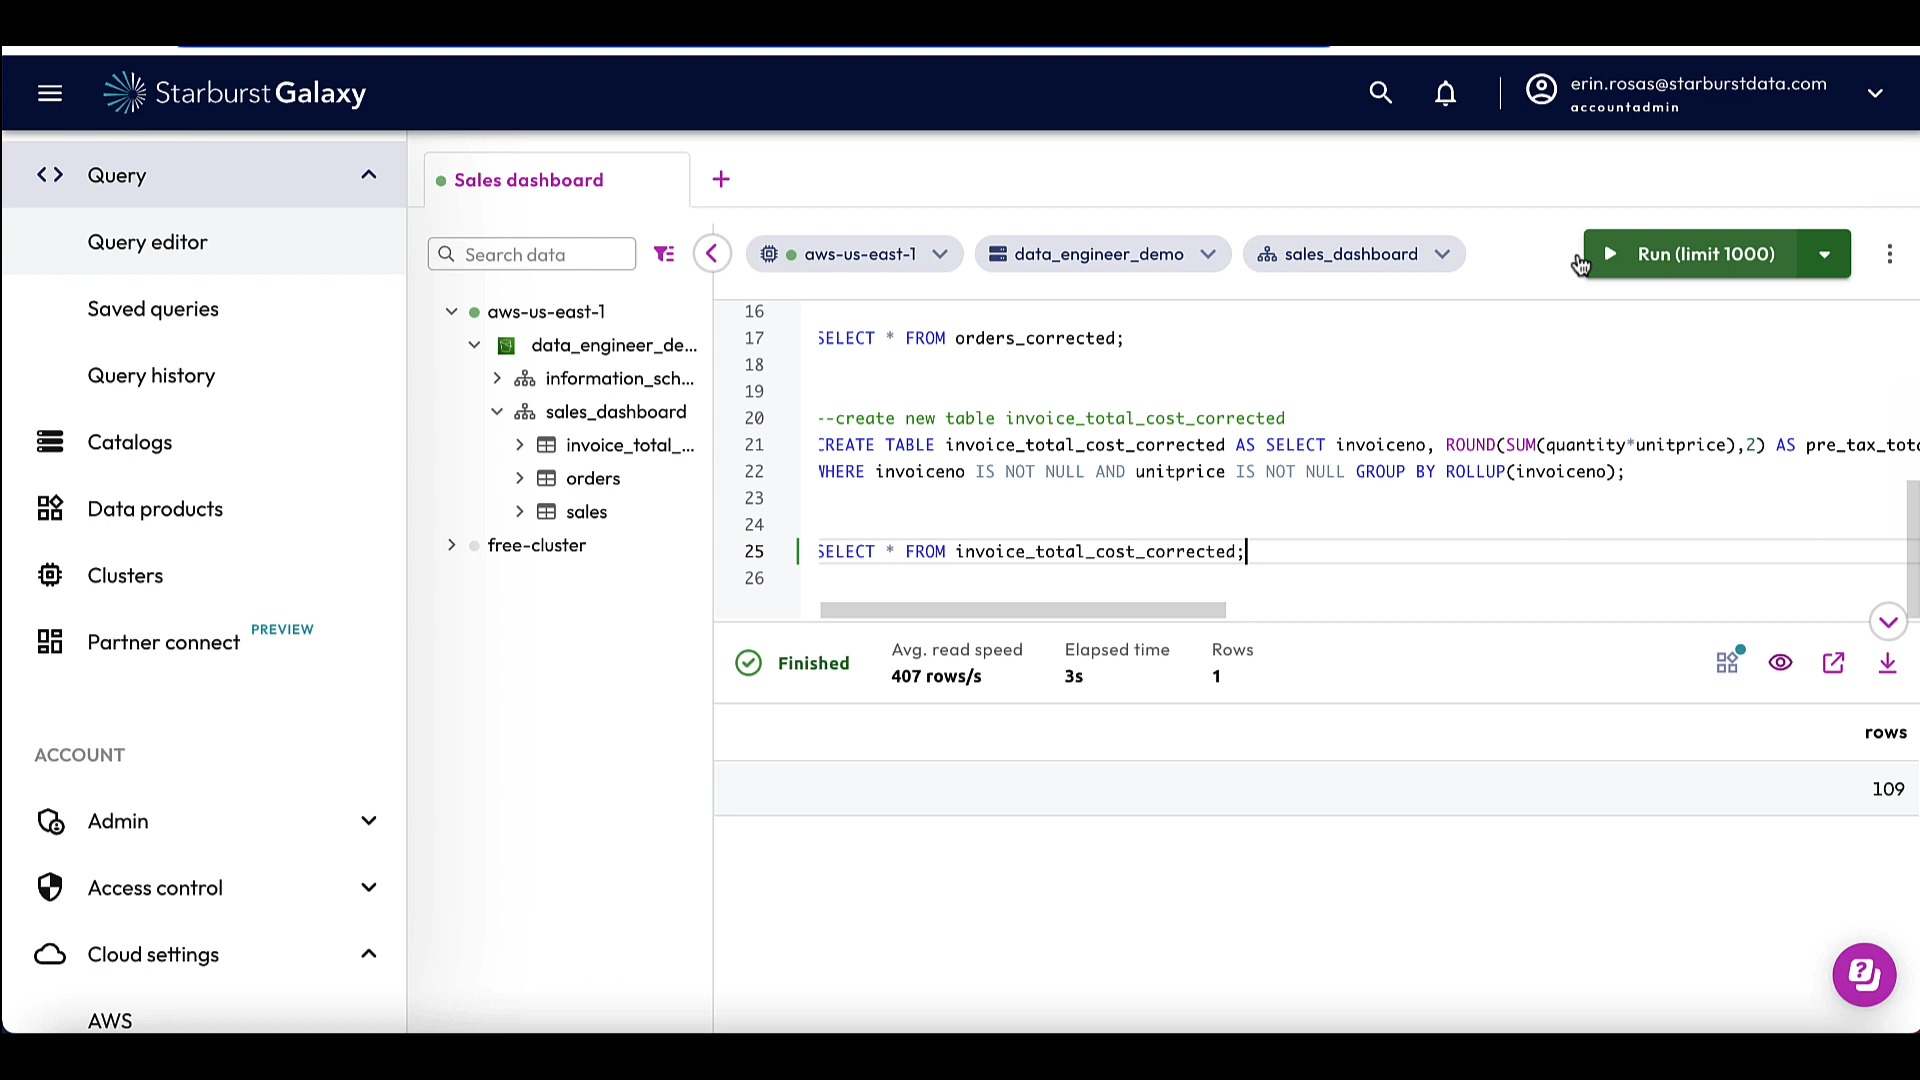 Starburst Galaxy
erin.rosas@starburstdata.com
accountadmin
Query
Query editor
Saved queries
Query history
Catalogs
Data products
Clusters
Partner connect PREVIEW
ACCOUNT
Admin
Access control
Cloud settings
AWS
Sales dashboard
Search data
aws-us-east-1
data_engineer_de...
information_sch...
sales_dashboard
invoice_total_...
orders
sales
free-cluster
aws-us-east-1
data_engineer_demo
sales_dashboard
Run (limit 1000)
16
17 SELECT * FROM orders_corrected;
18
19
20 --create new table invoice_total_cost_corrected
21 CREATE TABLE invoice_total_cost_corrected AS SELECT invoiceno, ROUND(SUM(quantity*unitprice),2) AS pre_tax_tota
22 WHERE invoiceno IS NOT NULL AND unitprice IS NOT NULL GROUP BY ROLLUP(invoiceno);
23
24
25 SELECT * FROM invoice_total_cost_corrected;
26
Finished
Avg. read speed
407 rows/s
Elapsed time
3s
Rows
1
rows
109